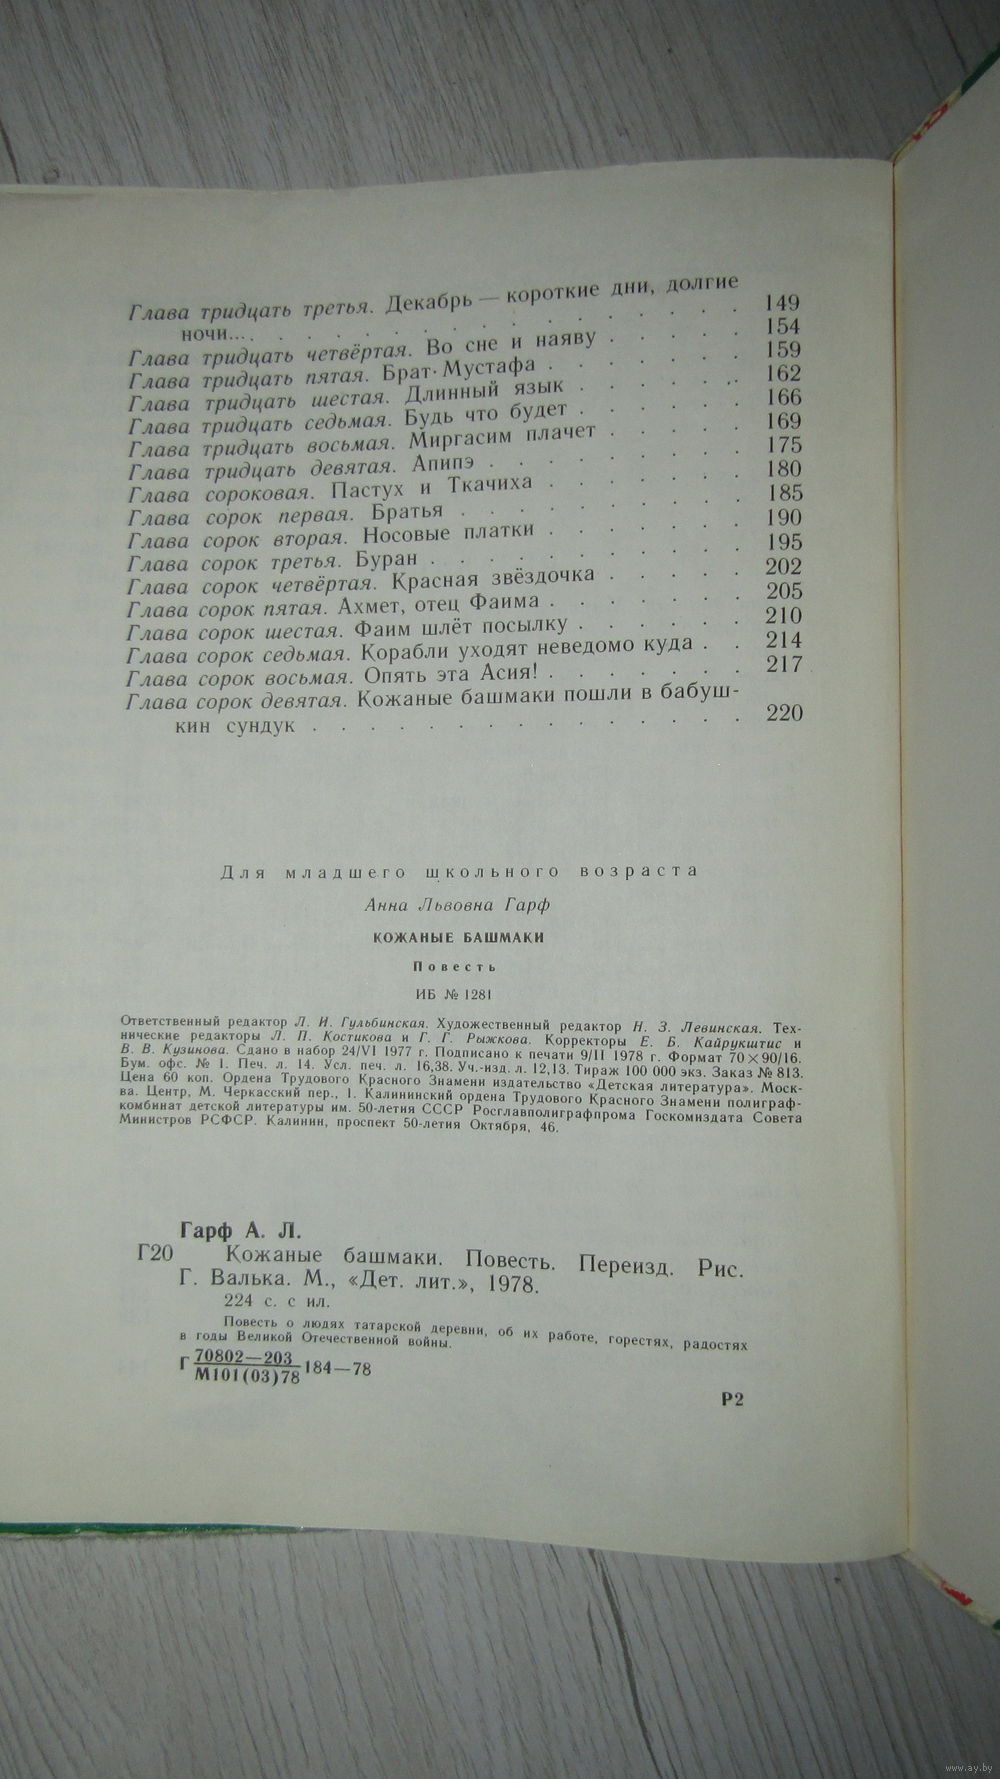 Глава тридцать третья. Декабрь — короткие дни, долгие
ночи... . . . . . . . . . . . . . . . . 149
Глава тридцать четвёртая. Во сне и наяву . . . . . 154
Глава тридцать пятая. Брат Мустафа . . . . . . . 159
Глава тридцать шестая. Длинный язык . . . . . . 162
Глава тридцать седьмая. Будь что будет . . . . . . 166
Глава тридцать восьмая. Миргасим плачет . . . . . 169
Глава тридцать девятая. Апипэ . . . . . . . . . 175
Глава сороковая. Пастух и Ткачиха . . . . . . . 180
Глава сорок первая. Братья . . . . . . . . . . 185
Глава сорок вторая. Носовые платки . . . . . . . 190
Глава сорок третья. Буран . . . . . . . . . . . 195
Глава сорок четвёртая. Красная звёздочка . . . . . 202
Глава сорок пятая. Ахмет, отец Фаима . . . . . . . 205
Глава сорок шестая. Фаим шлёт посылку . . . . . . 210
Глава сорок седьмая. Корабли уходят неведомо куда . . 214
Глава сорок восьмая. Опять эта Асия! . . . . . . . 217
Глава сорок девятая. Кожаные башмаки пошли в бабуш-
кин сундук . . . . . . . . . . . . . . . 220
Для младшего школьного возраста
Анна Львовна Гарф
КОЖАНЫЕ БАШМАКИ
Повесть
ИБ № 1281
Ответственный редактор Л. И. Гульбинская. Художественный редактор Н. З. Левинская. Тех-
нические редакторы Л. П. Костикова и Г. Г. Рыжкова. Корректоры Е. Б. Кайрукштис и
В. В. Кузинова. Сдано в набор 24/VI 1977 г. Подписано к печати 9/II 1978 г. Формат 70×90/16.
Бум. офс. № 1. Печ. л. 14. Усл. печ. л. 16,38. Уч.-изд. л. 12,13. Тираж 100 000 экз. Заказ № 813.
Цена 60 коп. Ордена Трудового Красного Знамени издательство «Детская литература». Моск-
ва. Центр, М. Черкасский пер., 1. Калининский ордена Трудового Красного Знамени полиграф-
комбинат детской литературы им. 50-летия СССР Росглавполиграфпрома Госкомиздата Совета
Министров РСФСР. Калинин, проспект 50-летия Октября, 46.
Гарф А. Л.
Г20 Кожаные башмаки. Повесть. Переизд. Рис.
Г. Валька. М., «Дет. лит.», 1978.
224 с. с ил.
Повесть о людях татарской деревни, об их работе, горестях, радостях
в годы Великой Отечественной войны.
Г 70802—203 184—78
М101(03)78
Р2
www.ay.by